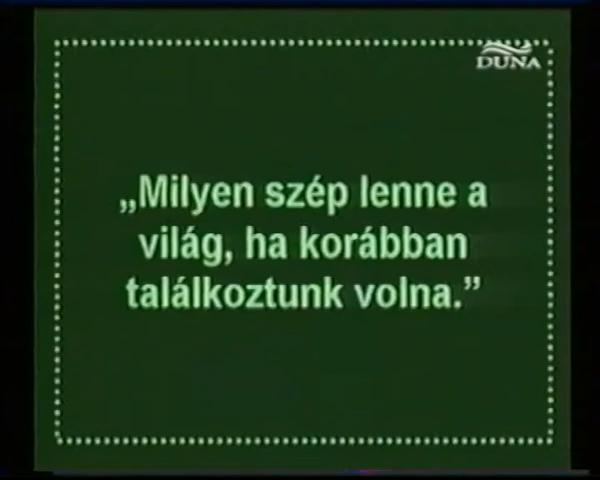 DUNA
„Milyen szép lenne a
világ, ha korábban
találkoztunk volna.”